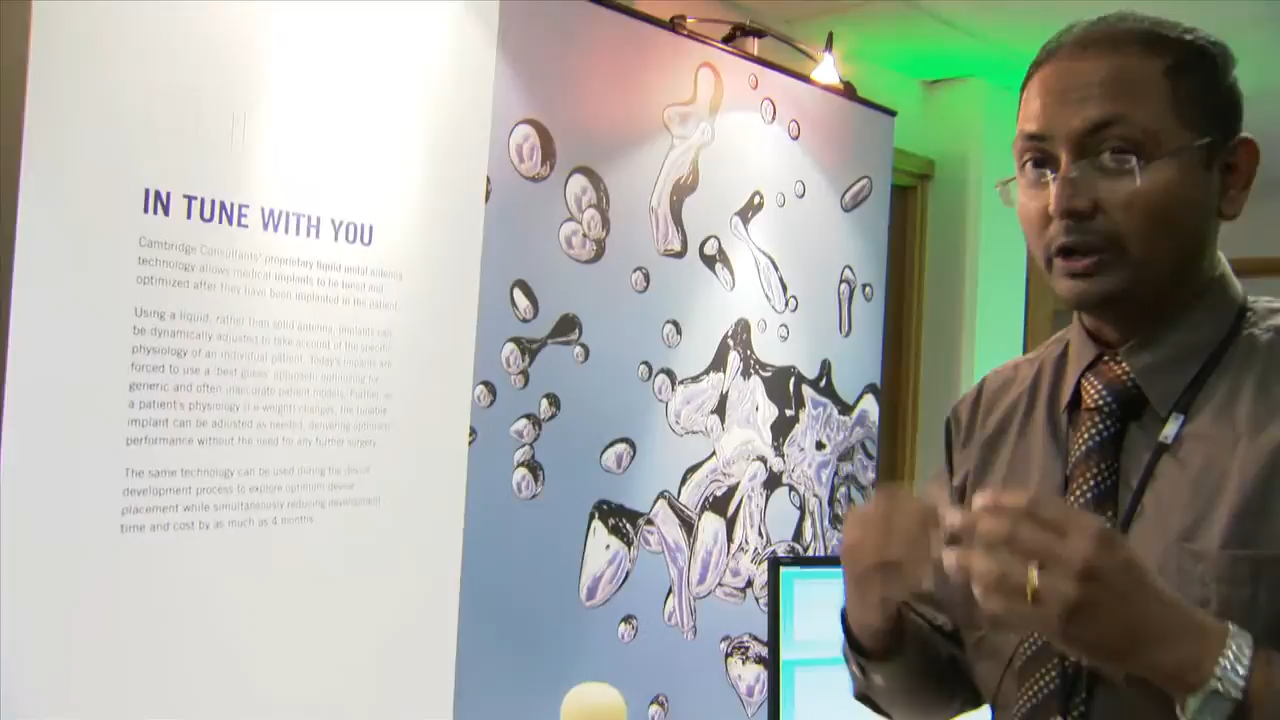 IN TUNE WITH YOU
Cambridge Consultants' proprietary liquid metal antenna
technology allows medical implants to be tuned and
optimized after they have been implanted in the patient.
Using a liquid, rather than solid antenna, implants can
be dynamically adjusted to take account of the specific
physiology of an individual patient. Today's implants are
forced to use a 'best guess' approach, optimizing for
generic and often inaccurate patient models. Further, as
a patient's physiology (i.e weight) changes, the tunable
implant can be adjusted as needed, delivering optimum
performance without the need for any further surgery.
The same technology can be used during the device
development process to explore optimum device
placement while simultaneously reducing development
time and cost by as much as 4 months.